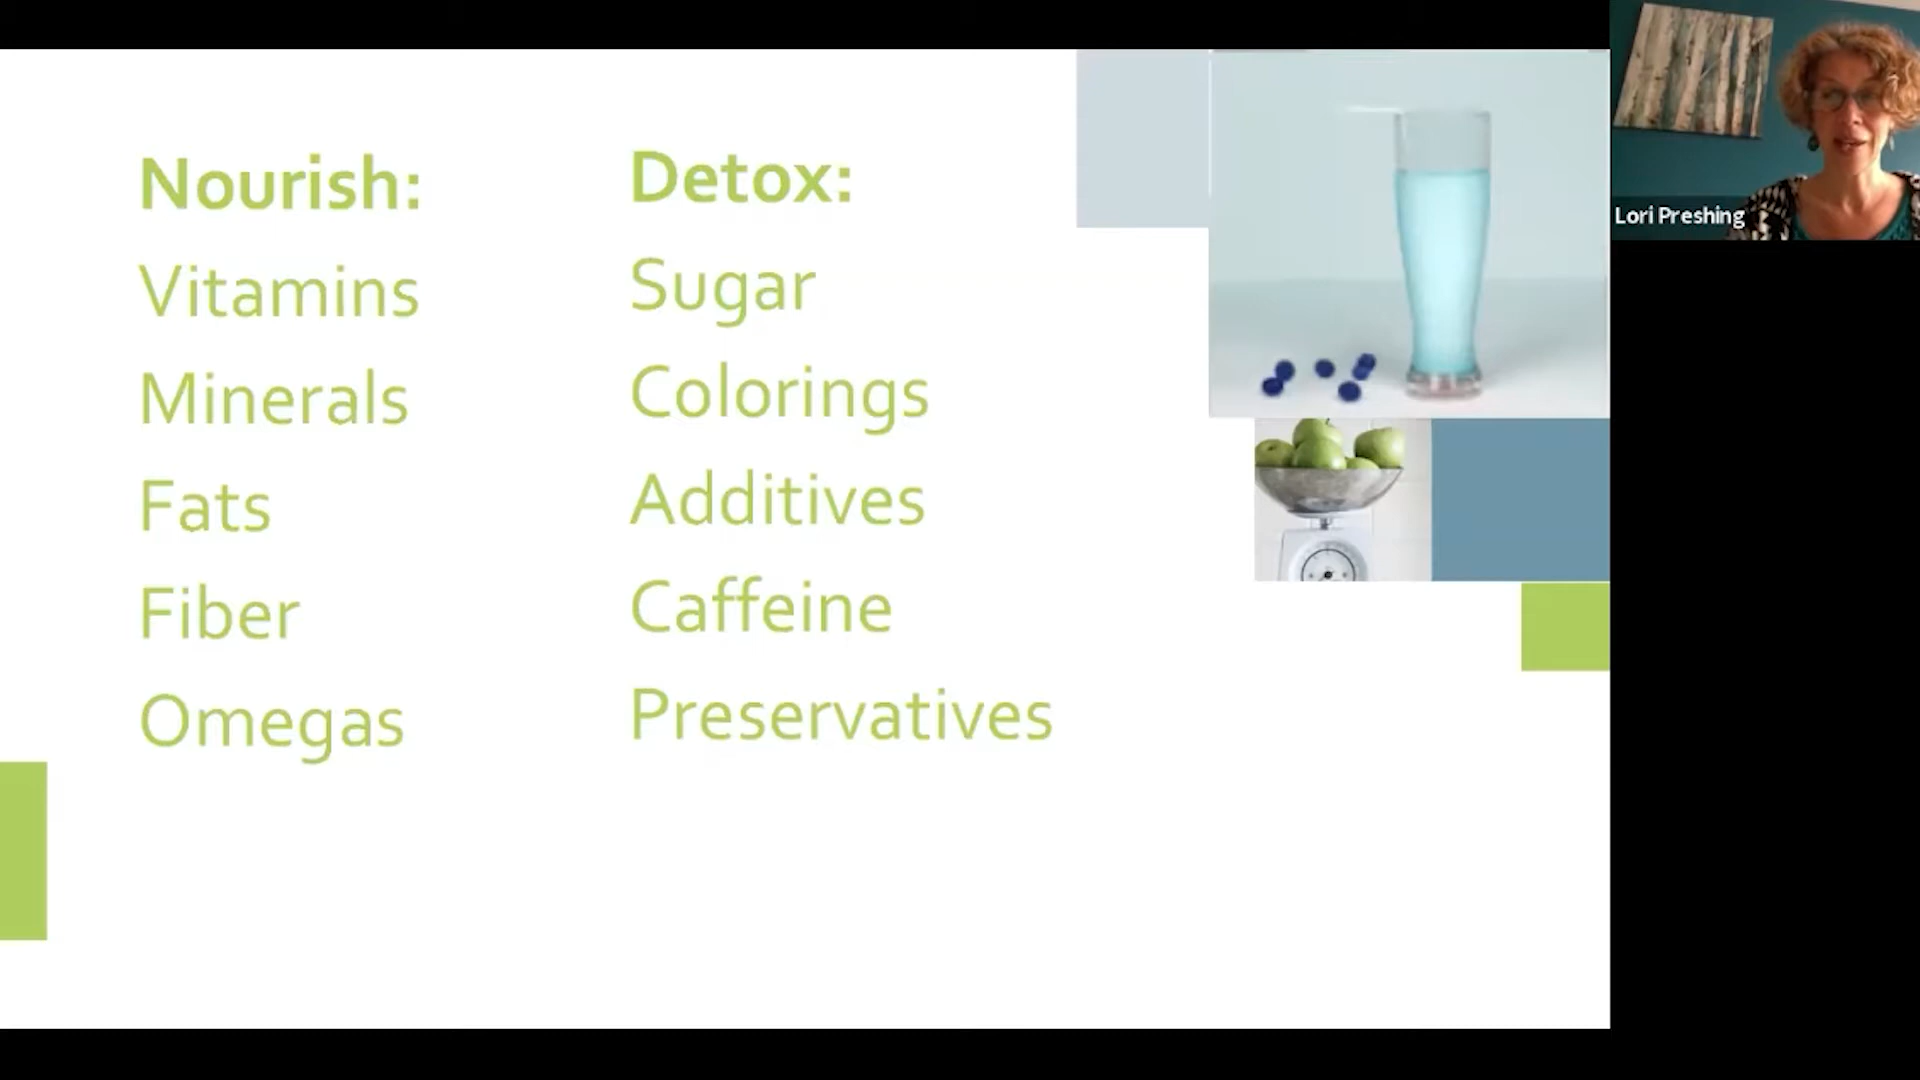 Nourish:
Vitamins
Minerals
Fats
Fiber
Omegas
Detox:
Sugar
Colorings
Additives
Caffeine
Preservatives
Lori Preshing